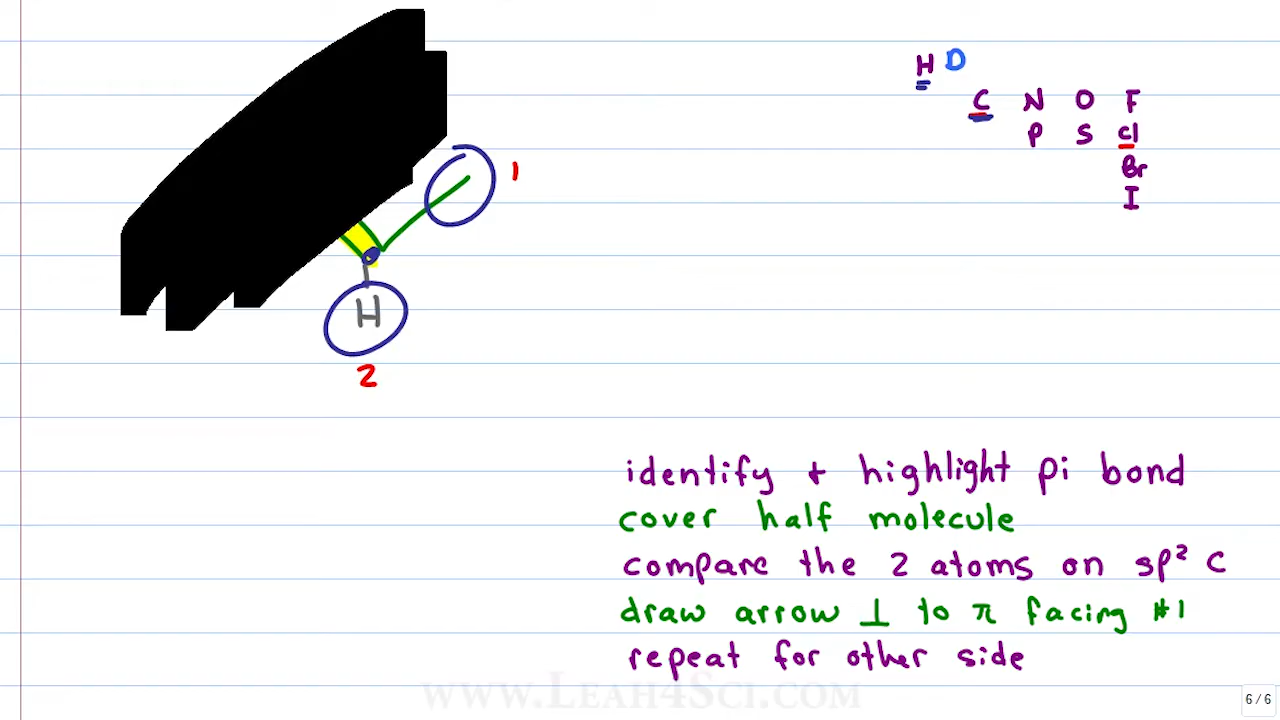 H D
C N O F
P S Cl
Br
I
1
H
2
identify + highlight pi bond
cover half molecule
compare the 2 atoms on sp² C
draw arrow ⊥ to π facing #1
repeat for other side
www.Leah4Sci.com
6/6